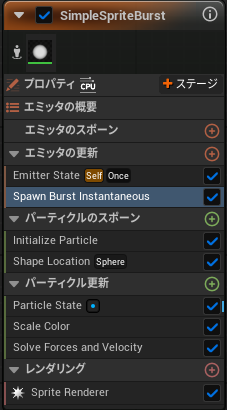 SimpleSpriteBurst
プロパティ CPU ステージ
エミッタの概要
エミッタのスポーン
エミッタの更新
Emitter State Self Once
Spawn Burst Instantaneous
パーティクルのスポーン
Initialize Particle
Shape Location Sphere
パーティクル更新
Particle State
Scale Color
Solve Forces and Velocity
レンダリング
Sprite Renderer